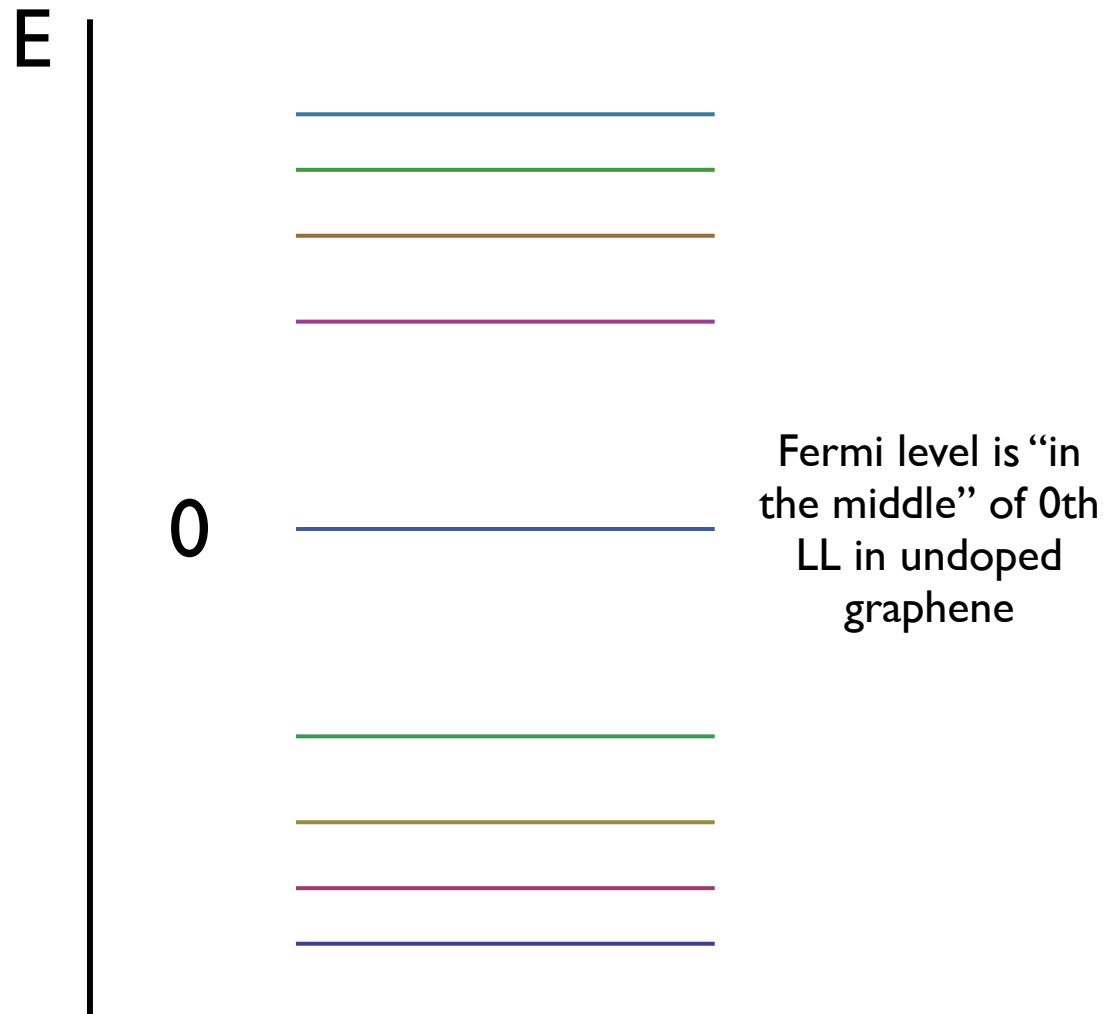 E
0
Fermi level is “in
the middle” of 0th
LL in undoped
graphene